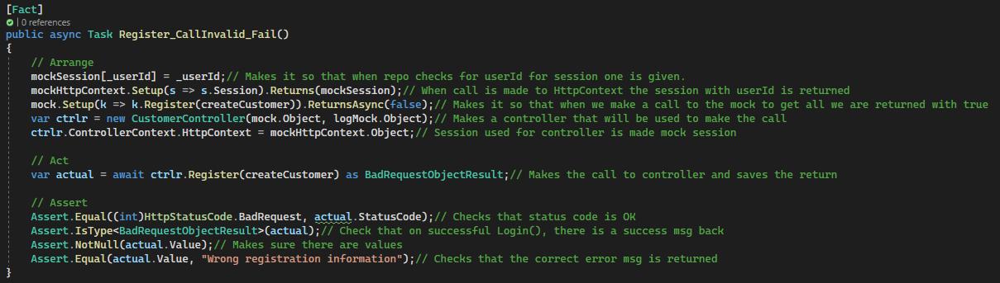 [Fact]
| 0 references
public async Task Register_CallInvalid_Fail()
{
// Arrange
mockSession[_userId] = _userId;// Makes it so that when repo checks for userId for session one is given.
mockHttpContext.Setup(s => s.Session).Returns(mockSession);// When call is made to HttpContext the session with userId is returned
mock.Setup(k => k.Register(createCustomer)).ReturnsAsync(false);// Makes it so that when we make a call to the mock to get all we are returned with true
var ctrlr = new CustomerController(mock.Object, logMock.Object);// Makes a controller that will be used to make the call
ctrlr.ControllerContext.HttpContext = mockHttpContext.Object;// Session used for controller is made mock session
// Act
var actual = await ctrlr.Register(createCustomer) as BadRequestObjectResult;// Makes the call to controller and saves the return
// Assert
Assert.Equal((int)HttpStatusCode.BadRequest, actual.StatusCode);// Checks that status code is OK
Assert.IsType<BadRequestObjectResult>(actual);// Check that on successful Login(), there is a success msg back
Assert.NotNull(actual.Value);// Makes sure there are values
Assert.Equal(actual.Value, "Wrong registration information");// Checks that the correct error msg is returned
}